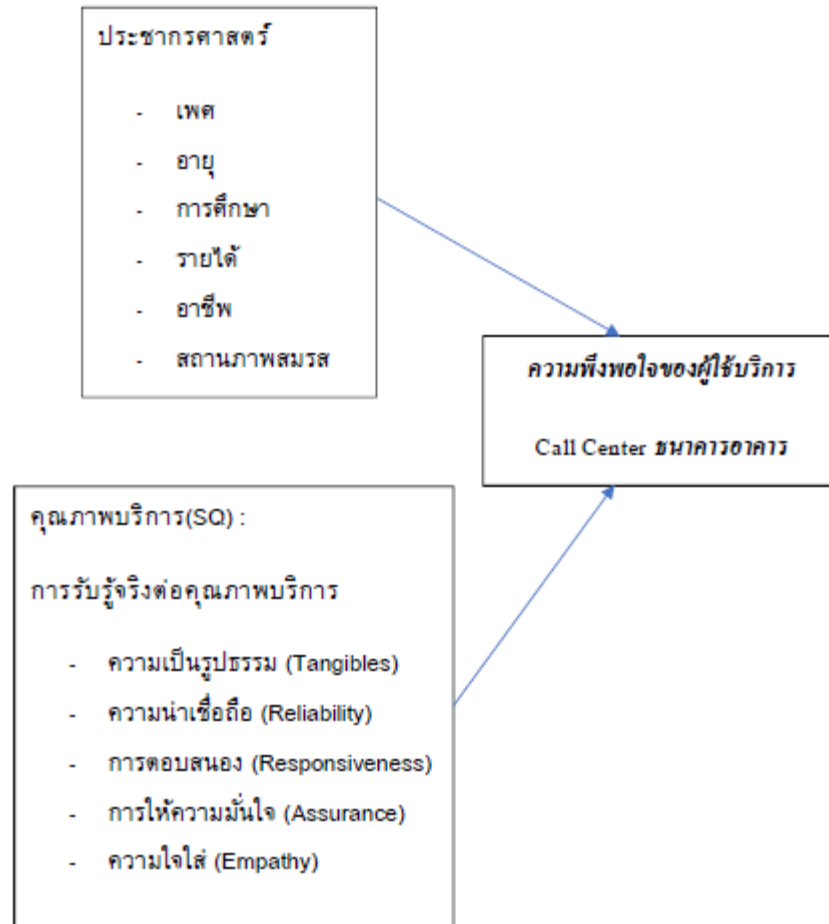 ประชากรศาสตร์
- เพศ
- อายุ
- การศึกษา
- รายได้
- อาชีพ
- สถานภาพสมรส
ความพึงพอใจของผู้ใช้บริการ
Call Center ธนาคารอาคาร
คุณภาพบริการ(SQ) :
การรับรู้จริงต่อคุณภาพบริการ
- ความเป็นรูปธรรม (Tangibles)
- ความน่าเชื่อถือ (Reliability)
- การตอบสนอง (Responsiveness)
- การให้ความมั่นใจ (Assurance)
- ความใจใส่ (Empathy)